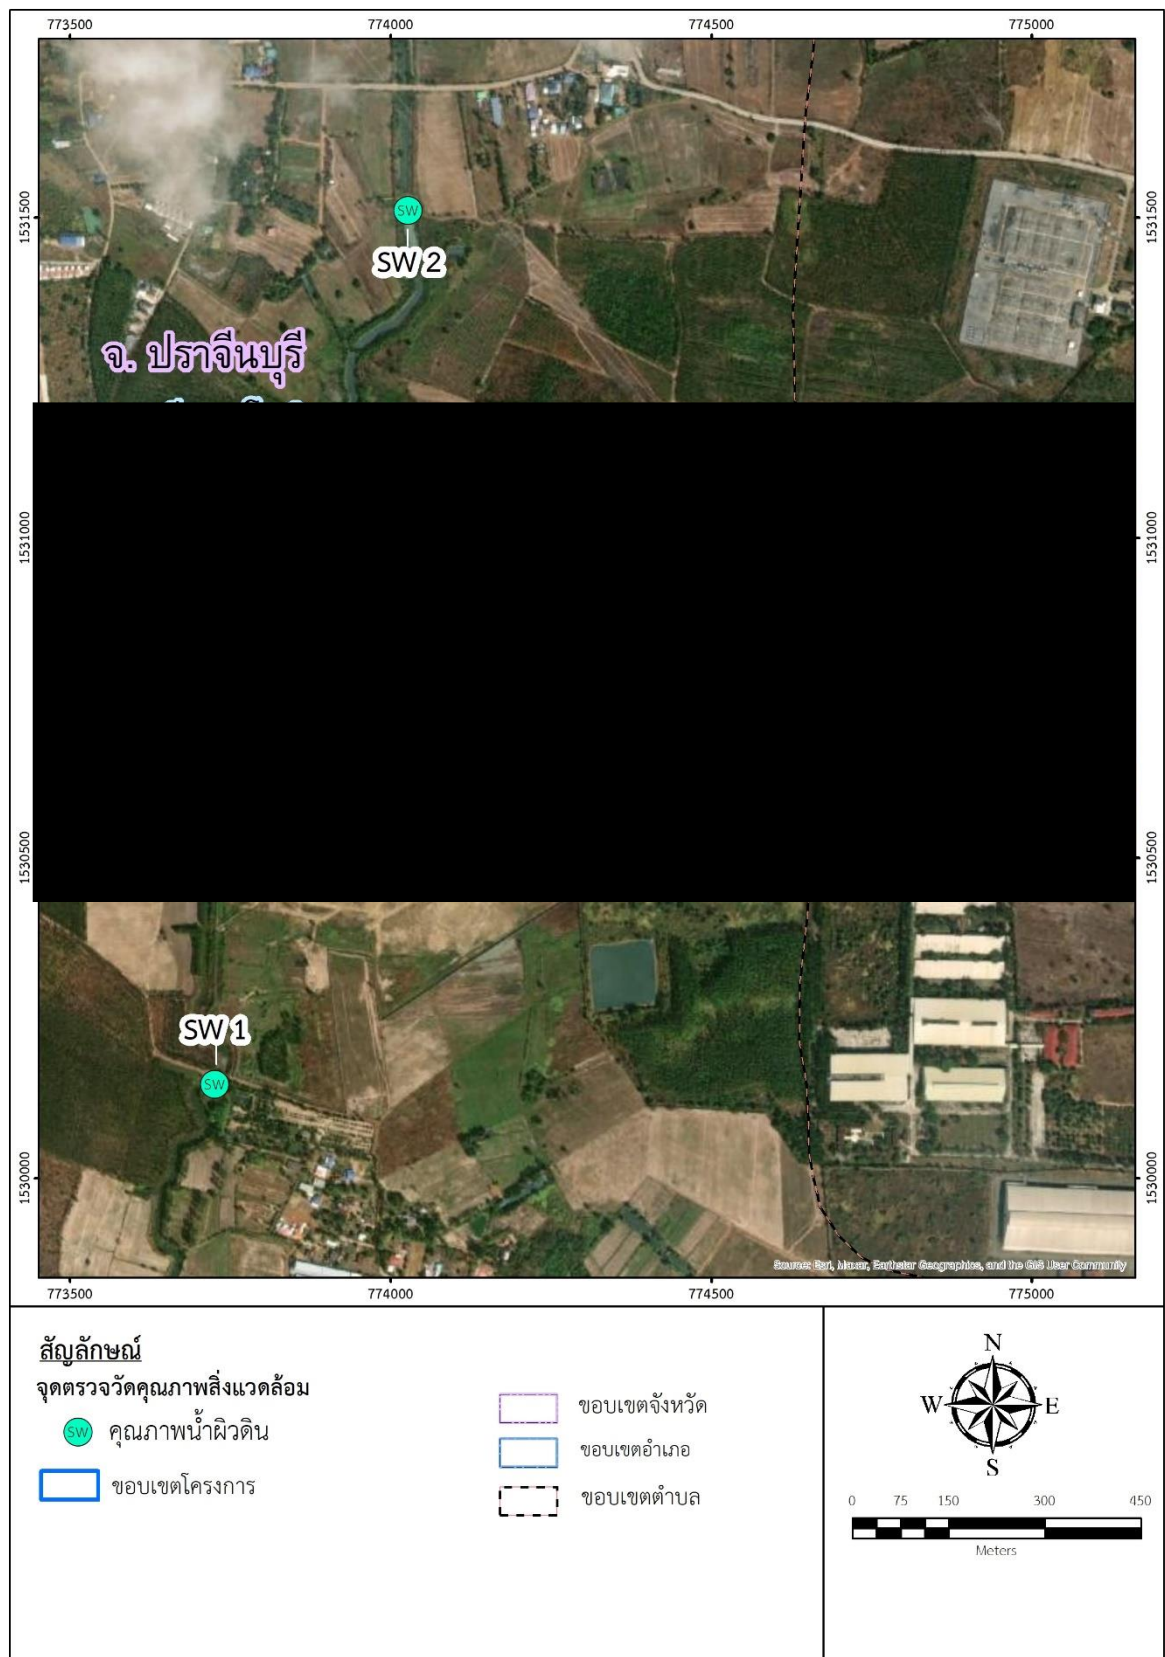 773500 774000 774500 775000
1531500 1531500
SW
SW 2
จ. ปราจีนบุรี
1531000 1531000
1530500 1530500
SW 1
SW
1530000 1530000
Source: Esri, Maxar, Earthstar Geographics, and the GIS User Community
773500 774000 774500 775000
สัญลักษณ์
จุดตรวจวัดคุณภาพสิ่งแวดล้อม
SW คุณภาพน้ำผิวดิน
ขอบเขตโครงการ
ขอบเขตจังหวัด
ขอบเขตอำเภอ
ขอบเขตตำบล
N
W E
S
0 75 150 300 450
Meters